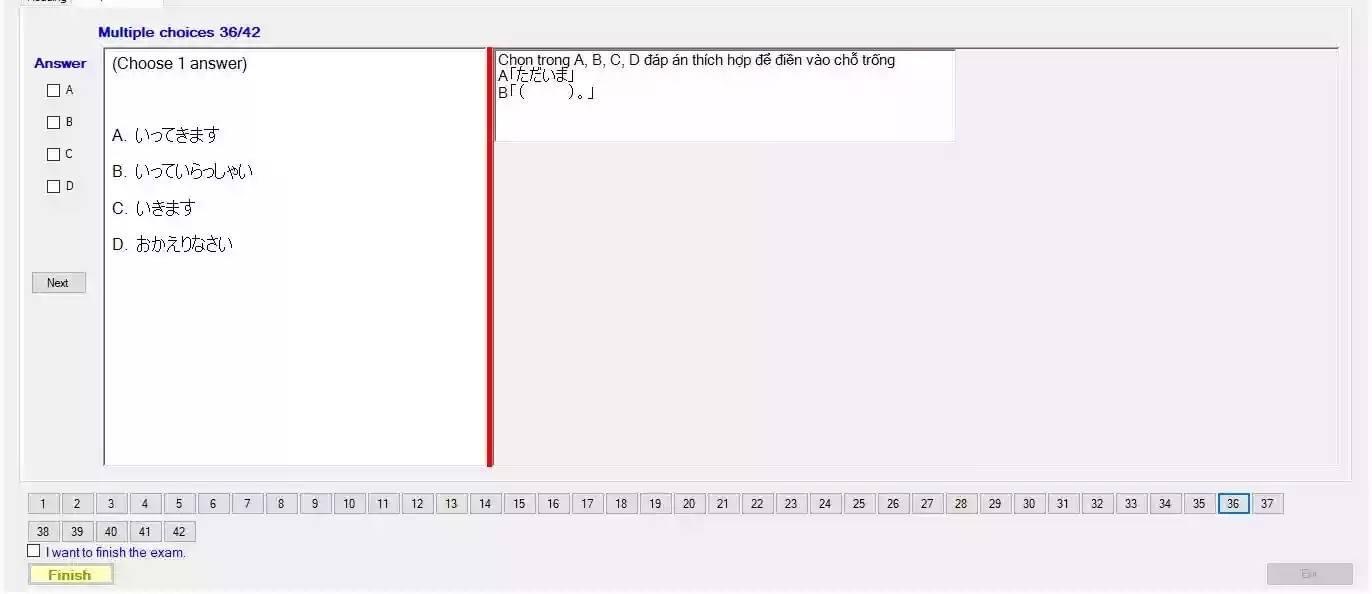 Multiple choices 36/42
Answer
A
B
C
D
Next
(Choose 1 answer)
A. いってきます
B. いっていらっしゃい
C. いきます
D. おかえりなさい
Chọn trong A, B, C, D đáp án thích hợp để điền vào chỗ trống
A「ただいま」
B「(　　)。」
1 2 3 4 5 6 7 8 9 10 11 12 13 14 15 16 17 18 19 20 21 22 23 24 25 26 27 28 29 30 31 32 33 34 35 36 37
38 39 40 41 42
I want to finish the exam.
Finish
Exit